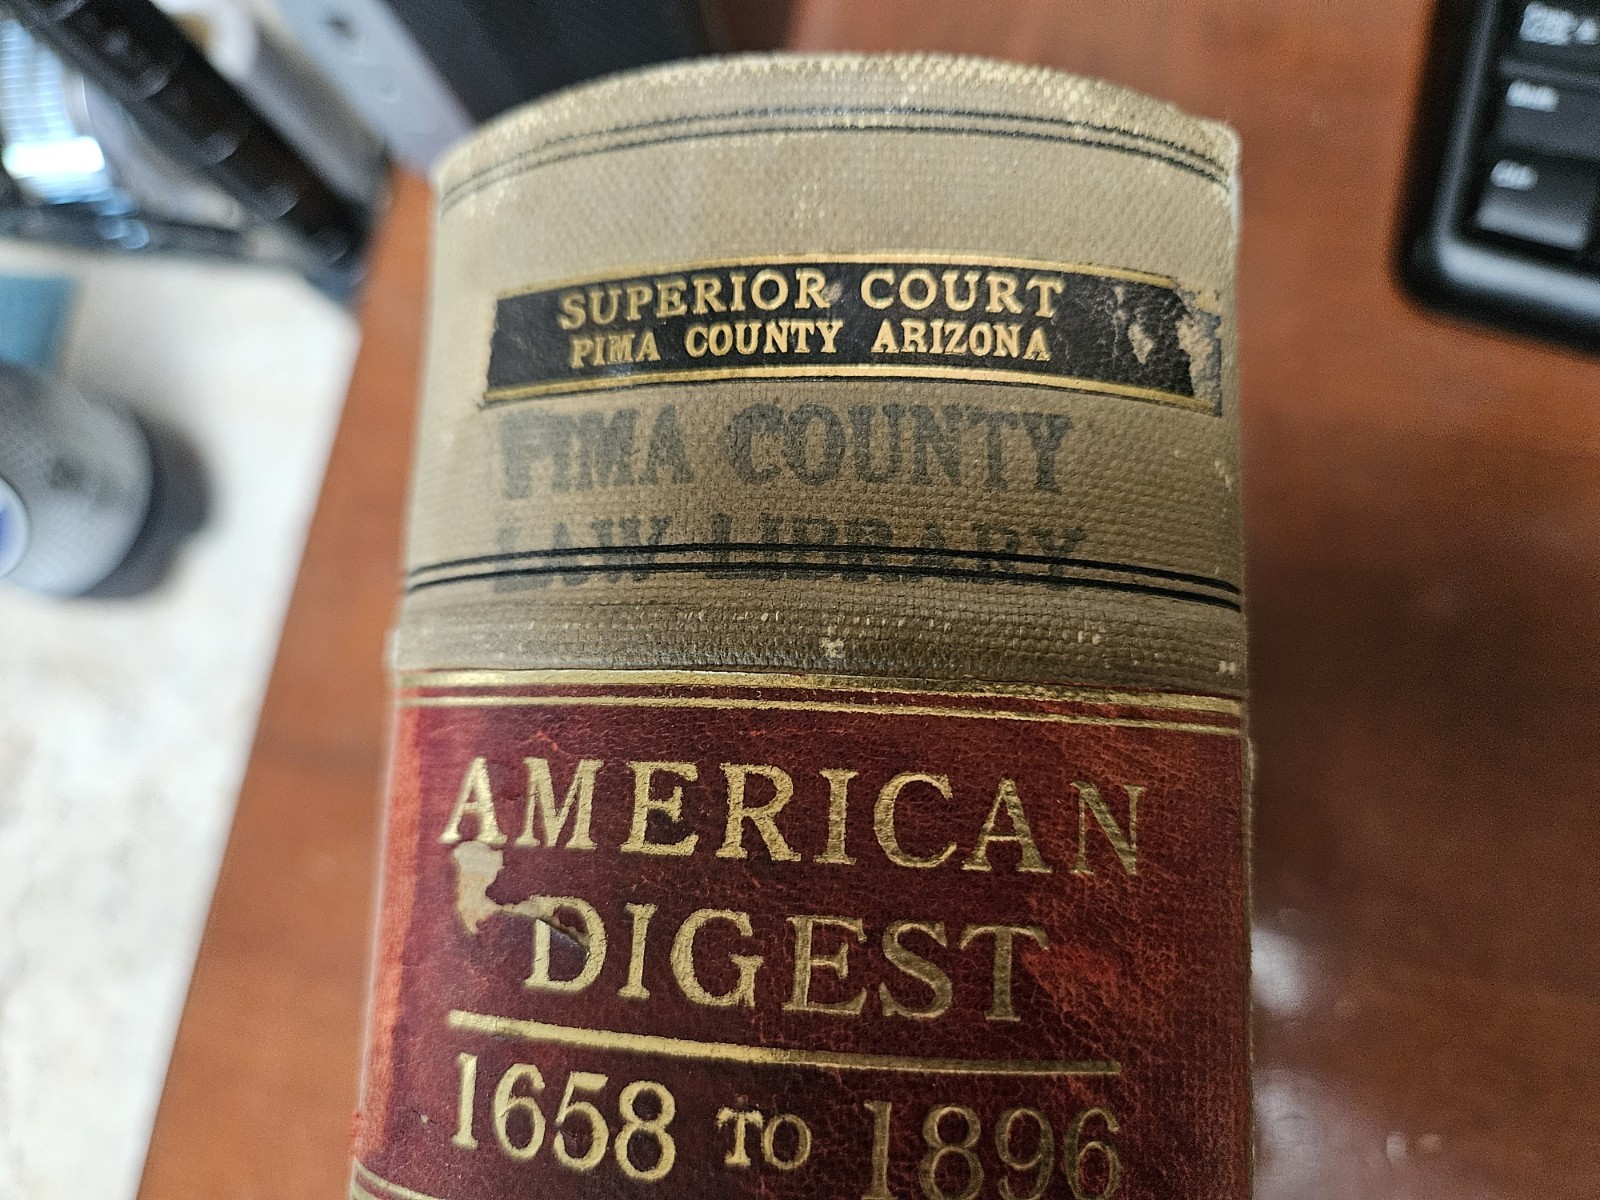 SUPERIOR COURT
PIMA COUNTY ARIZONA
PIMA COUNTY
LAW LIBRARY
AMERICAN
DIGEST
1658 TO 1896